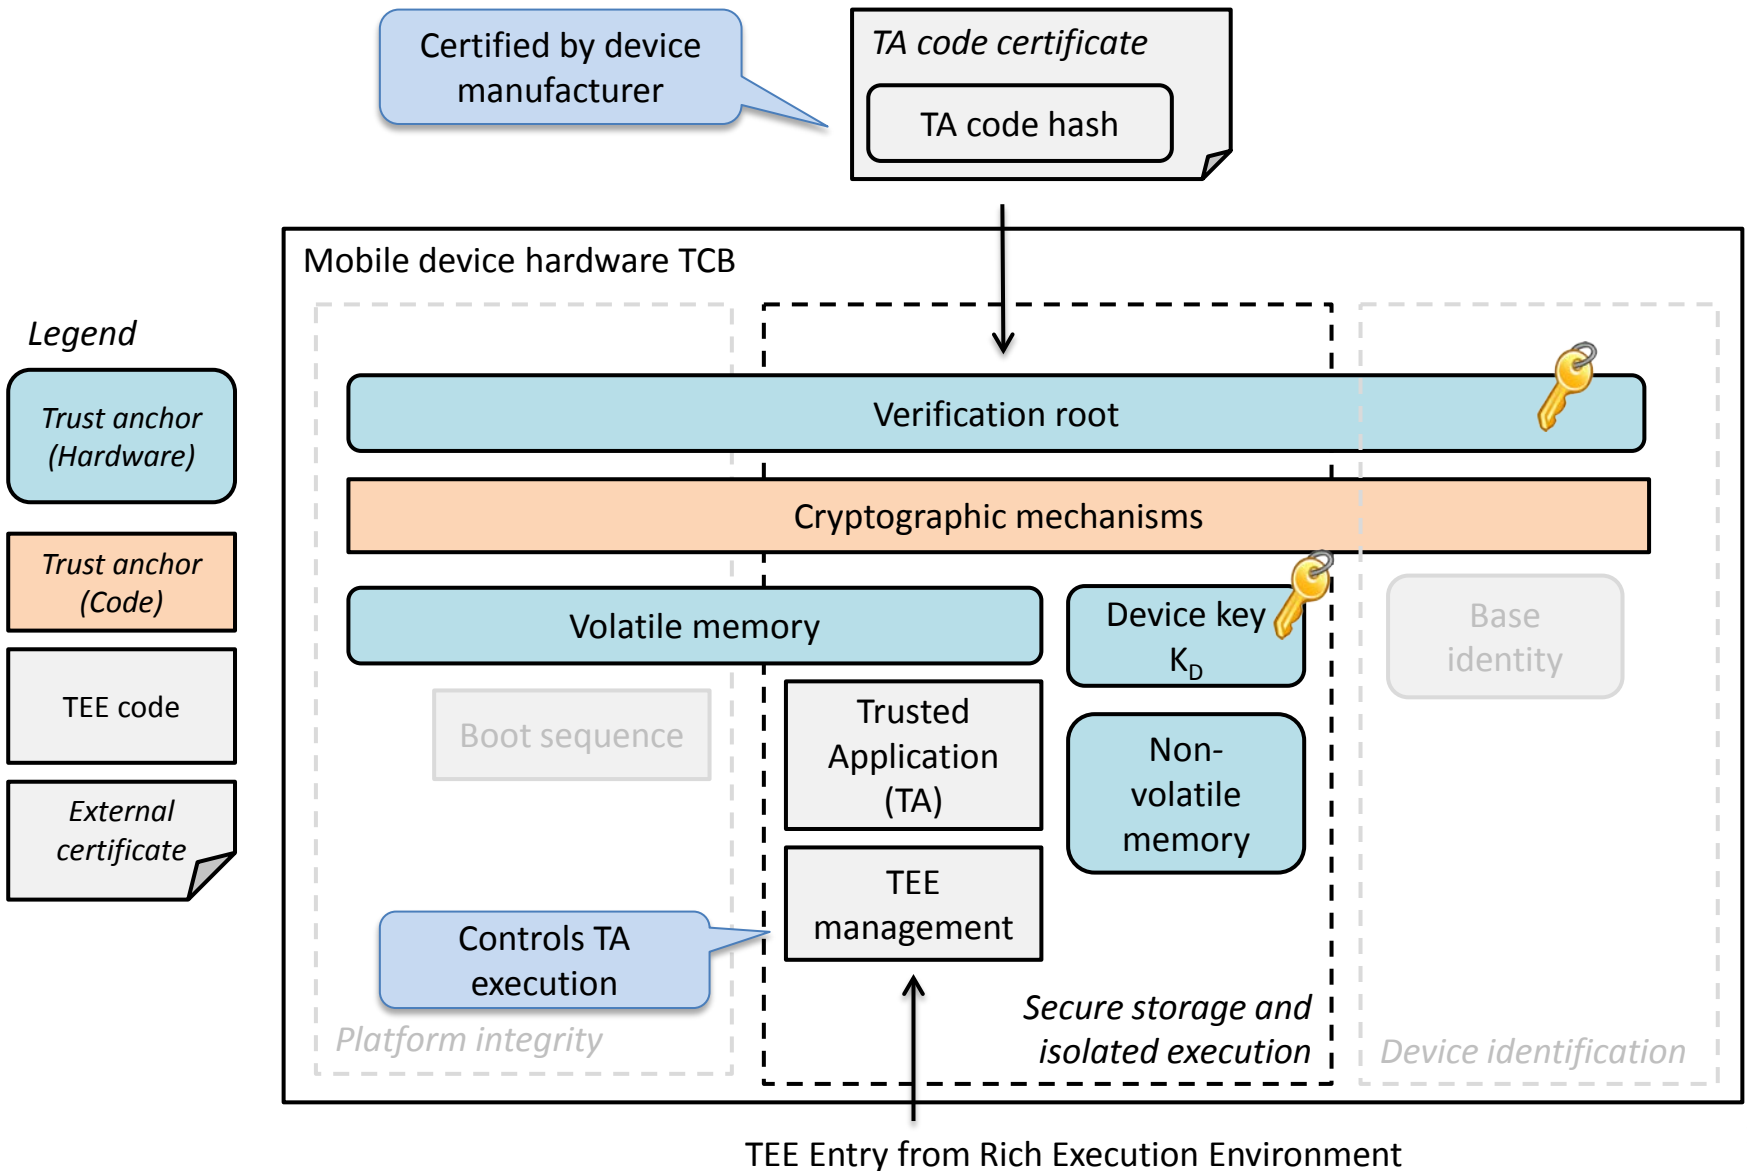 Certified by device
manufacturer
TA code certificate
TA code hash
Mobile device hardware TCB
Legend
Trust anchor
(Hardware)
Trust anchor
(Code)
TEE code
External
certificate
Verification root
Cryptographic mechanisms
Volatile memory
Device key
K_D
Base
identity
Boot sequence
Trusted
Application
(TA)
Non-
volatile
memory
TEE
management
Controls TA
execution
Platform integrity
Secure storage and
isolated execution
Device identification
TEE Entry from Rich Execution Environment